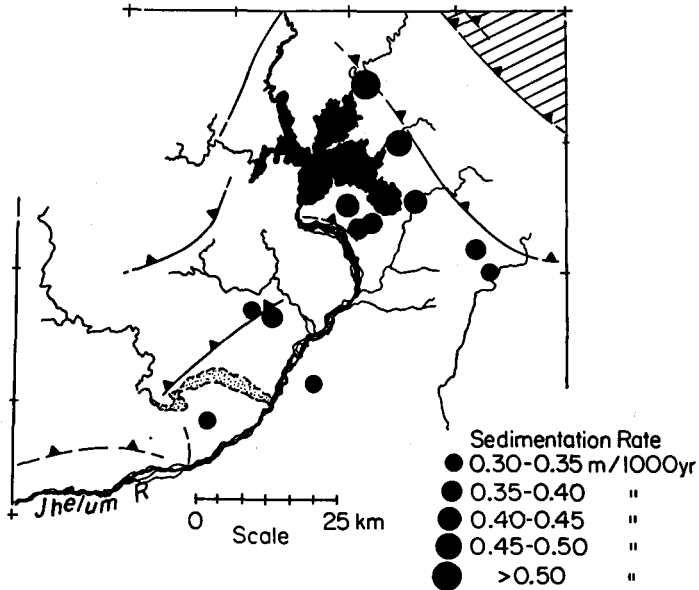 Jhelum R
0 25 km
Scale
Sedimentation Rate
0.30-0.35 m/1000yr
0.35-0.40 "
0.40-0.45 "
0.45-0.50 "
>0.50 "